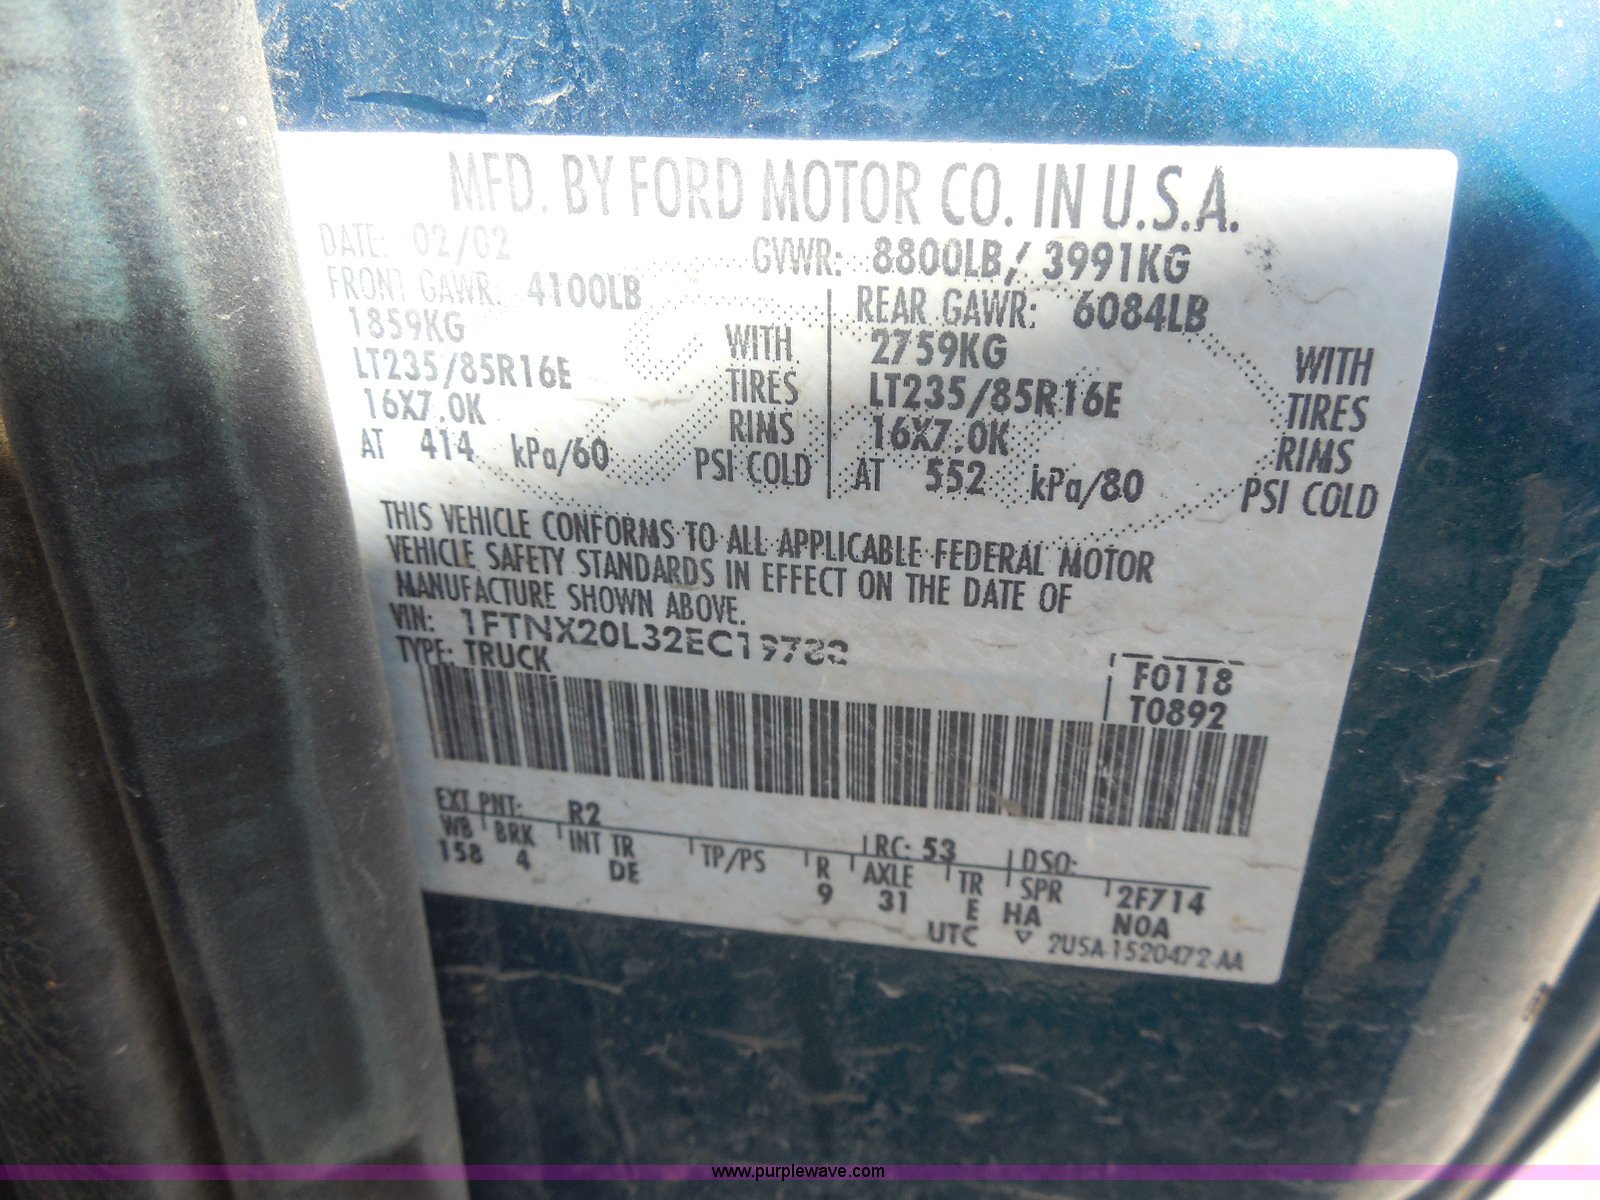 MFD. BY FORD MOTOR CO. IN U.S.A.
DATE: 02/02 GVWR: 8800LB/ 3991KG
FRONT GAWR: 4100LB REAR GAWR: 6084LB
1859KG WITH 2759KG WITH
LT235/85R16E TIRES LT235/85R16E TIRES
16X7.0K RIMS 16X7.0K RIMS
AT 414 kPa/60 PSI COLD AT 552 kPa/80 PSI COLD
THIS VEHICLE CONFORMS TO ALL APPLICABLE FEDERAL MOTOR
VEHICLE SAFETY STANDARDS IN EFFECT ON THE DATE OF
MANUFACTURE SHOWN ABOVE.
VIN:
TYPE: TRUCK
F0118
T0892
EXT PNT: R2 RC: 53 DSO:
WB BRK INT TR TP/PS R AXLE TR SPR 2F714
158 4 DE 9 31 E HA N0A
UTC 2USA-1520472-AA
www.purplewave.com